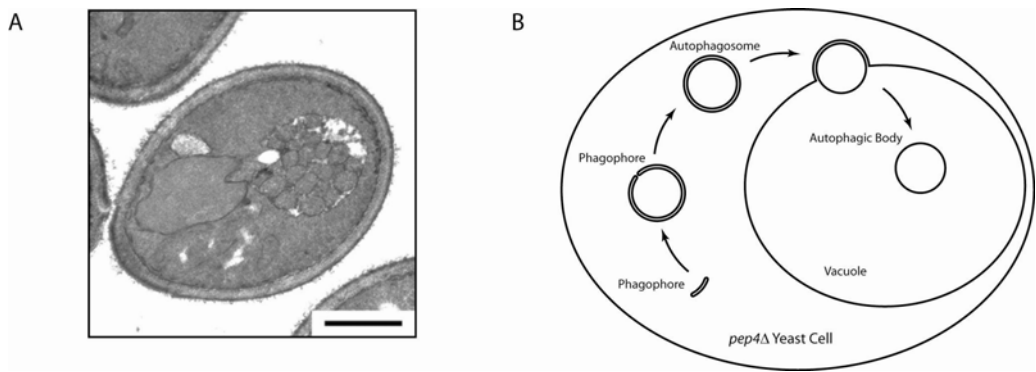 A
B
Autophagosome
Phagophore
Autophagic Body
Phagophore
Vacuole
pep4Δ Yeast Cell